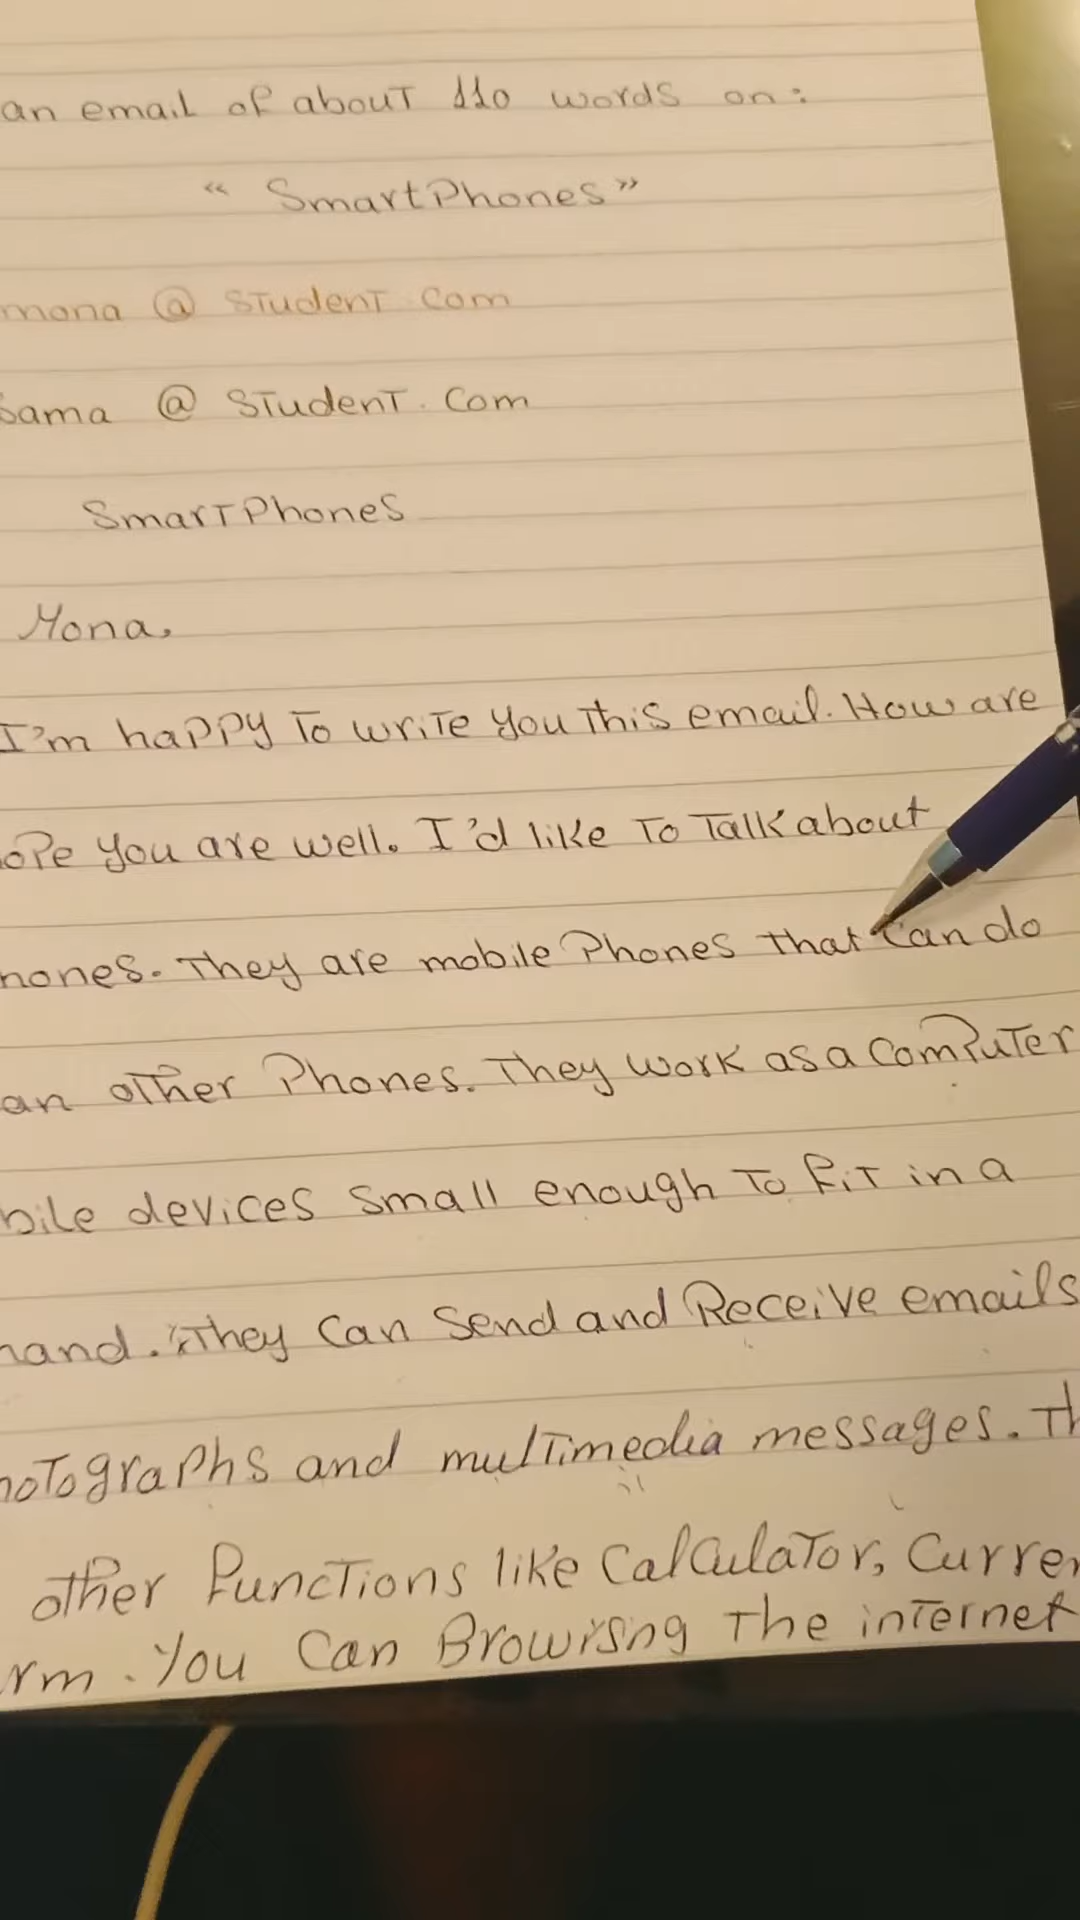 an email of about 110 words on:
"SmartPhones"
mona @ student.com
Sama @ student.com
SmartPhones
Mona,
I'm happy to write you this email. How are
ope you are well. I'd like to talk about
hones. They are mobile Phones that can do
an other Phones. They work as a computer
bile devices small enough to fit in a
hand. They can send and Receive emails
hotographs and multimedia messages. Th
other functions like calculator, curren
rm. You can Browisng the internet